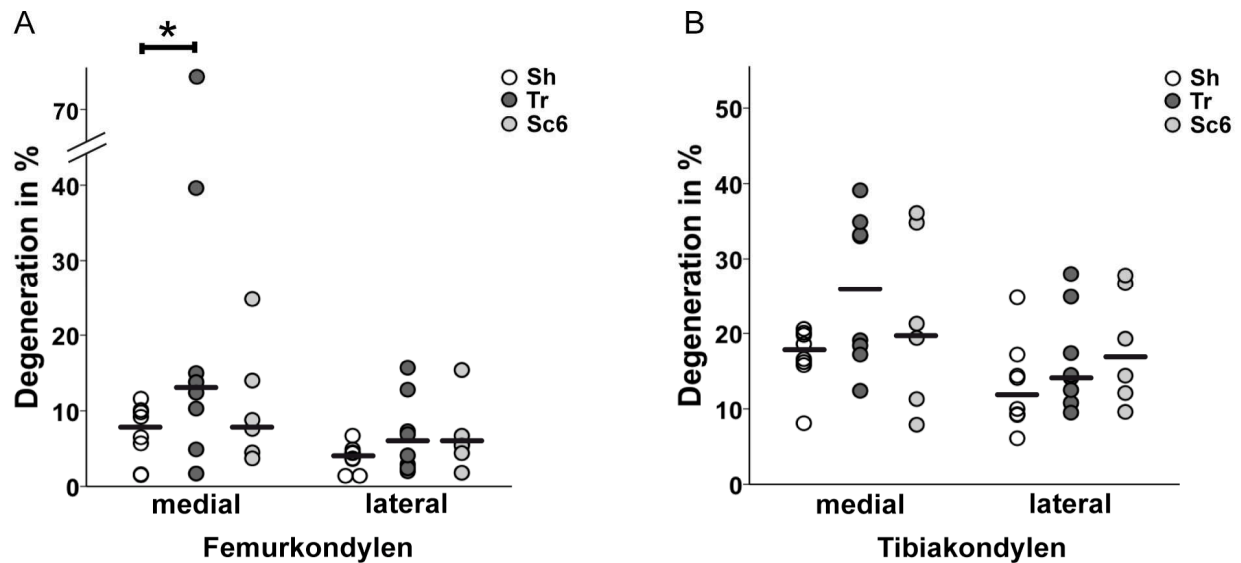 A
*
Degeneration in %
70
40
30
20
10
0
Sh
Tr
Sc6
medial
lateral
Femurkondylen
B
Degeneration in %
50
40
30
20
10
0
Sh
Tr
Sc6
medial
lateral
Tibiakondylen